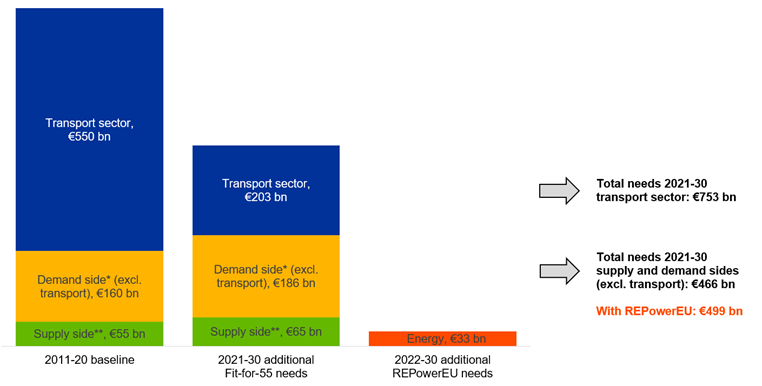 Transport sector,
€550 bn
Demand side* (excl.
transport), €160 bn
Supply side**, €55 bn
2011-20 baseline
Transport sector,
€203 bn
Demand side* (excl.
transport), €186 bn
Supply side**, €65 bn
2021-30 additional
Fit-for-55 needs
Energy, €33 bn
2022-30 additional
REPowerEU needs
Total needs 2021-30
transport sector: €753 bn
Total needs 2021-30
supply and demand sides
(excl. transport): €466 bn
With REPowerEU: €499 bn